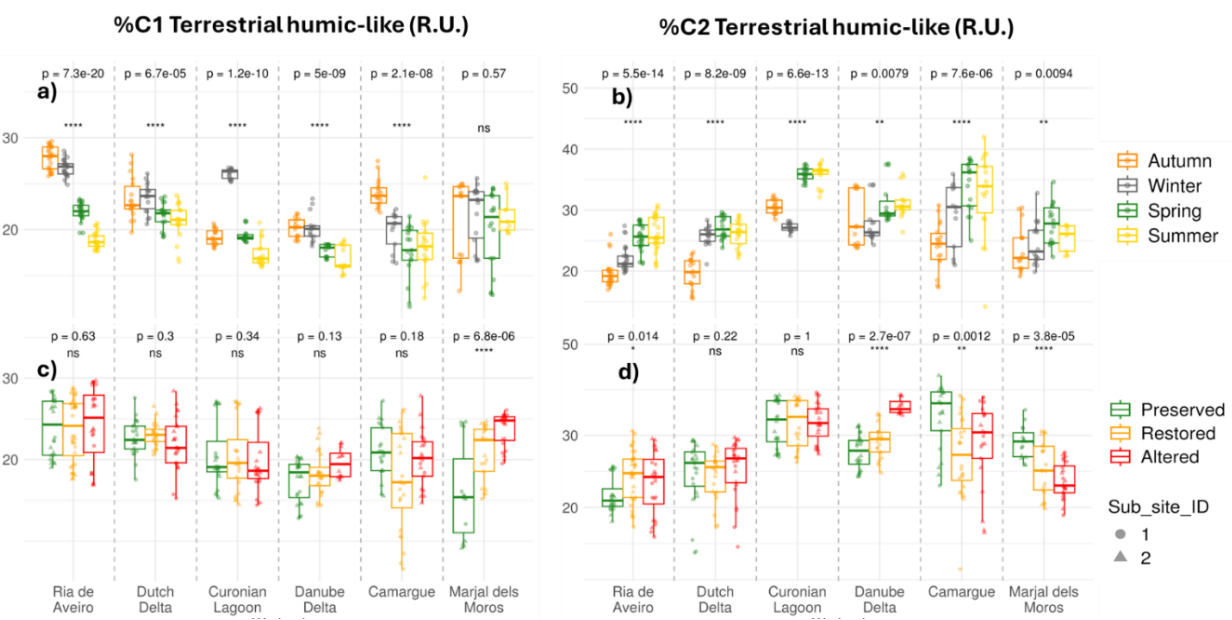 %C1 Terrestrial humic-like (R.U.)
%C2 Terrestrial humic-like (R.U.)
a)
p = 7.3e-20
p = 6.7e-05
p = 1.2e-10
p = 5e-09
p = 2.1e-08
p = 0.57
****
****
****
****
****
ns
30
20
b)
p = 5.5e-14
p = 8.2e-09
p = 6.6e-13
p = 0.0079
p = 7.6e-06
p = 0.0094
****
****
****
**
****
**
50
40
30
20
Autumn
Winter
Spring
Summer
c)
p = 0.63
p = 0.3
p = 0.34
p = 0.13
p = 0.18
p = 6.8e-06
ns
ns
ns
ns
ns
****
30
20
Ria de
Aveiro
Dutch
Delta
Curonian
Lagoon
Danube
Delta
Camargue
Marjal dels
Moros
d)
p = 0.014
p = 0.22
p = 1
p = 2.7e-07
p = 0.0012
p = 3.8e-05
*
ns
ns
****
**
****
50
30
20
Ria de
Aveiro
Dutch
Delta
Curonian
Lagoon
Danube
Delta
Camargue
Marjal dels
Moros
Preserved
Restored
Altered
Sub_site_ID
1
2